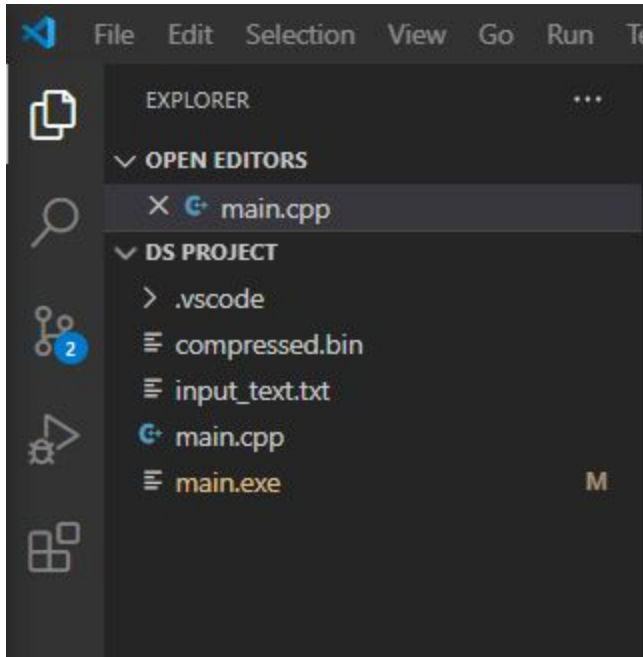 File Edit Selection View Go Run Te
EXPLORER ...
OPEN EDITORS
main.cpp
DS PROJECT
.vscode
compressed.bin
2
input_text.txt
main.cpp
main.exe M